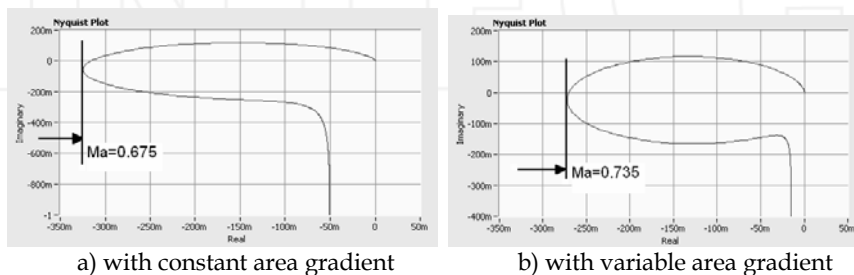 Nyquist Plot
200m
0
-200m
-400m
-600m
-800m
-1
Imaginary
Ma=0.675
-350m -300m -250m -200m -150m -100m -50m 0 50m
Real
a) with constant area gradient
Nyquist Plot
200m
100m
0
-100m
-200m
-300m
-400m
Imaginary
Ma=0.735
-350m -300m -250m -200m -150m -100m -50m 0 50m
Real
b) with variable area gradient